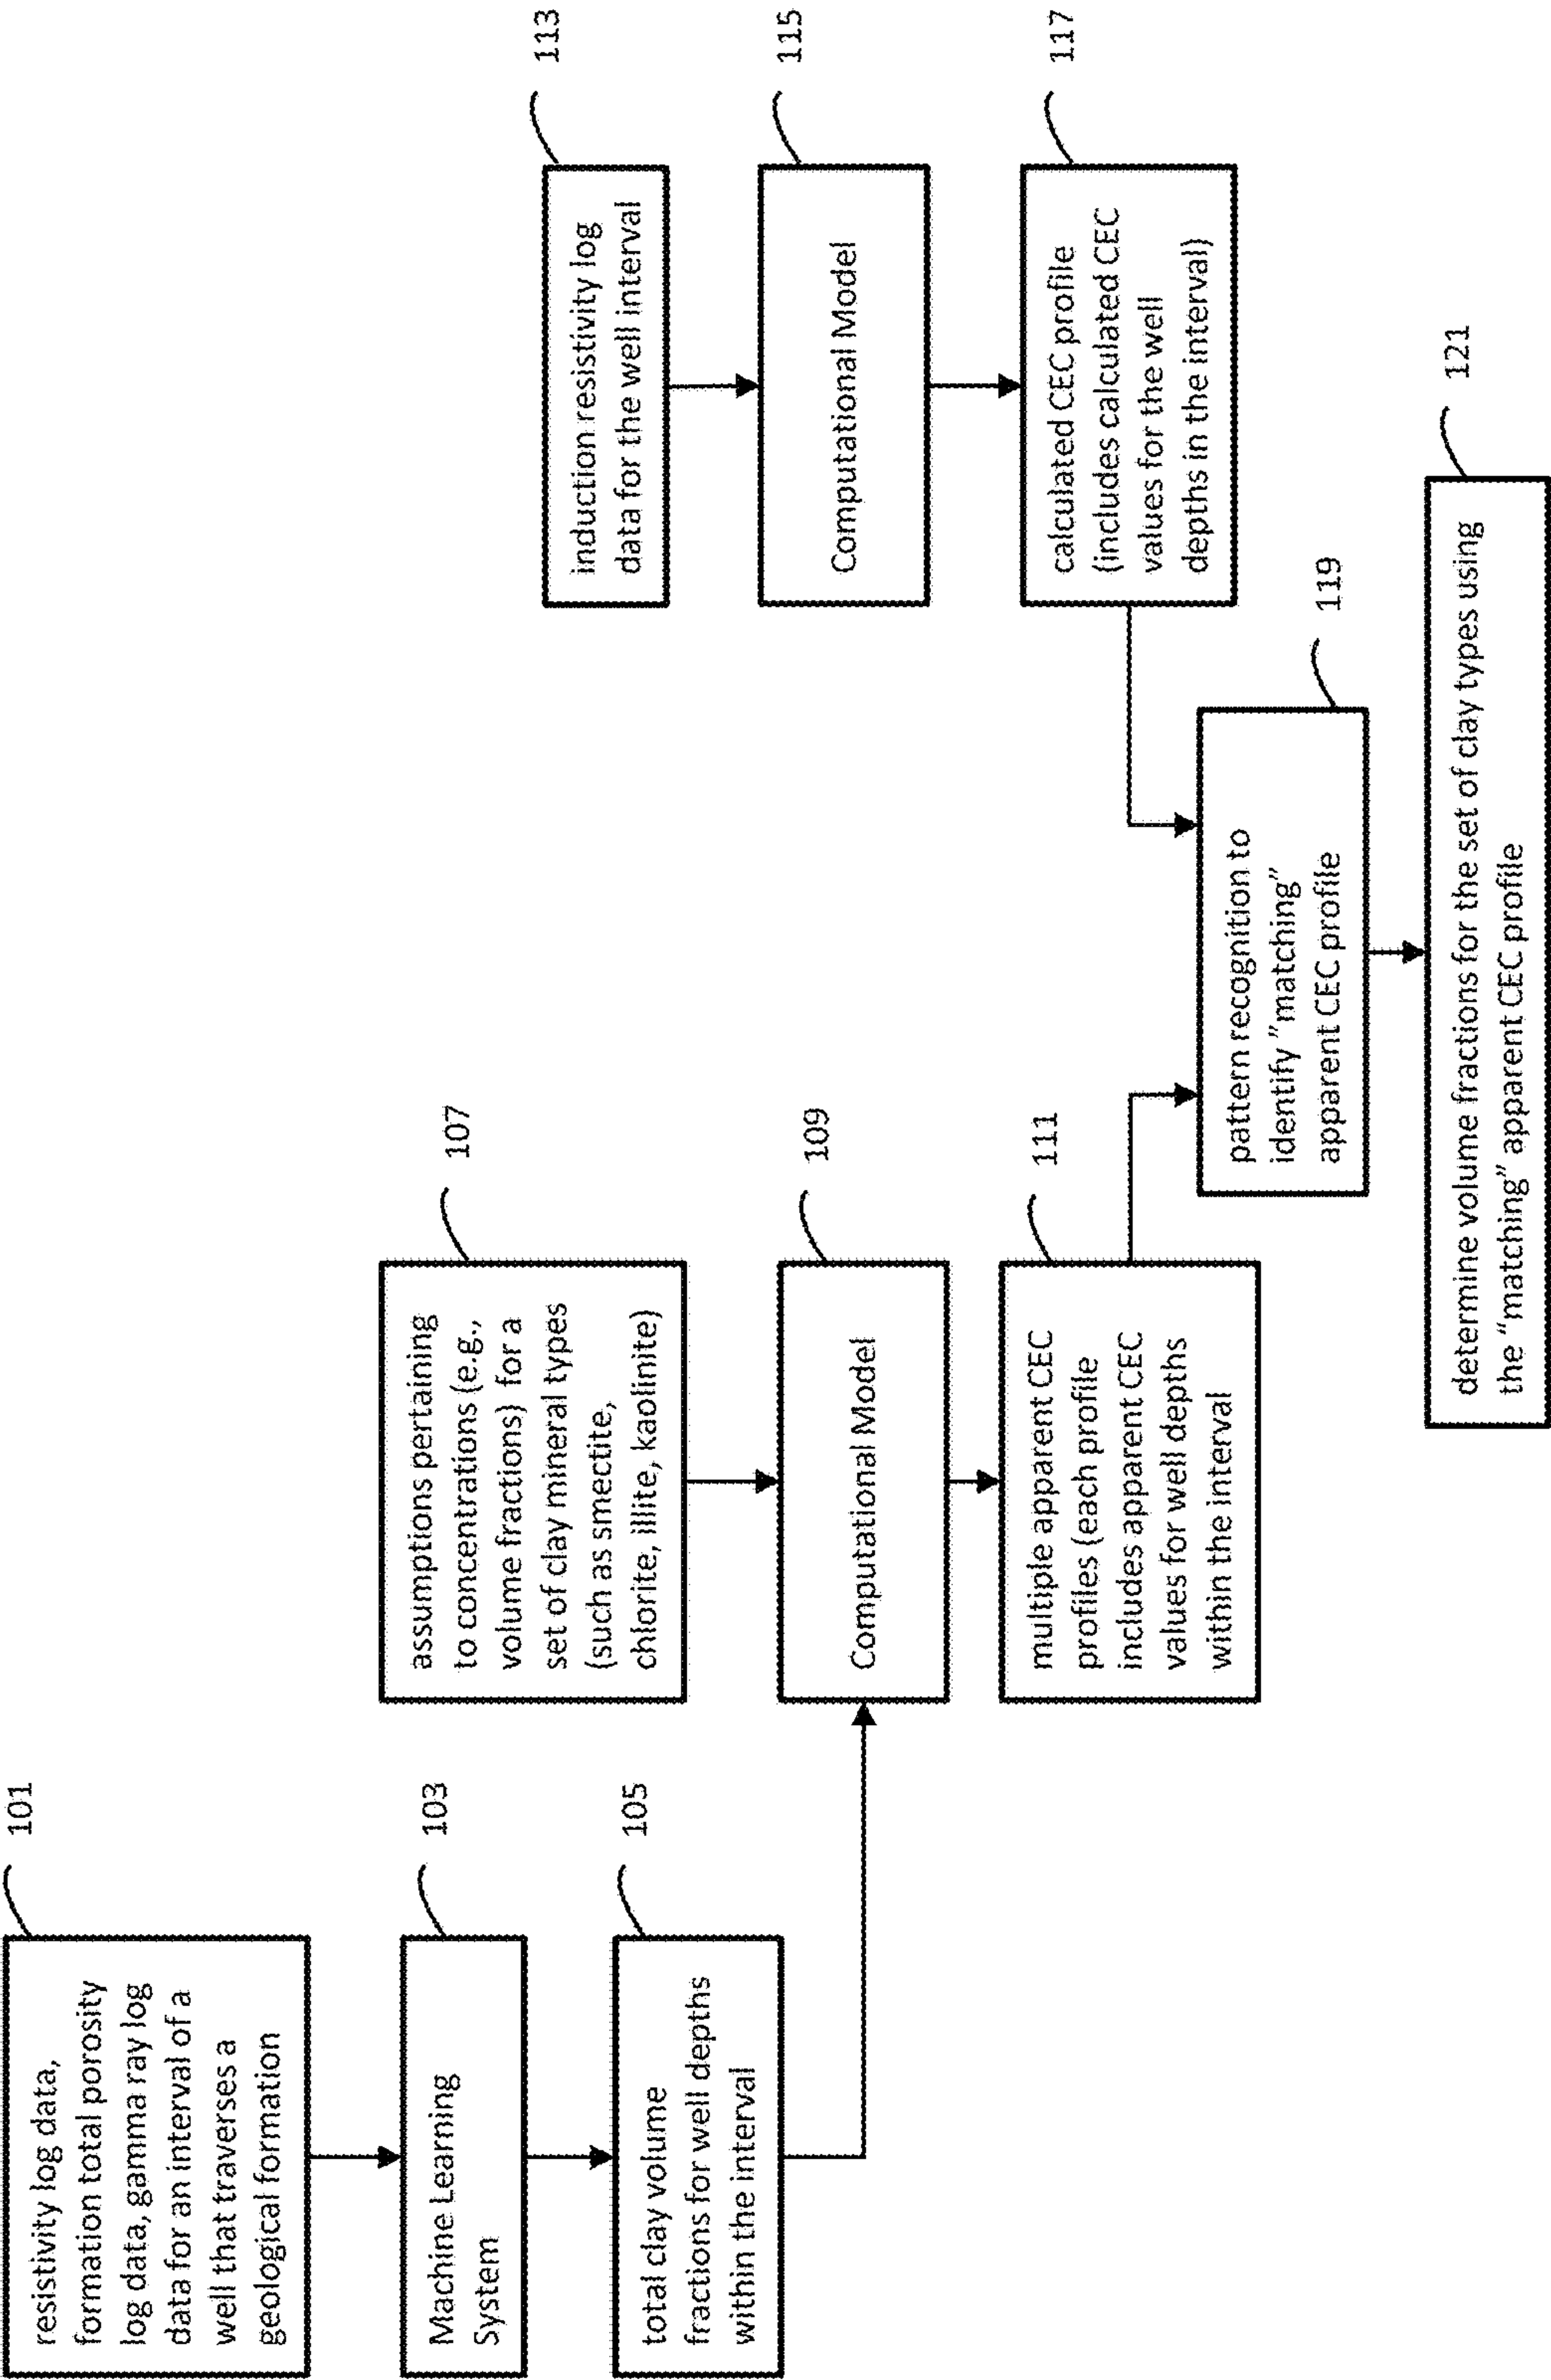 101
resistivity log data,
formation total porosity
log data, gamma ray log
data for an interval of a
well that traverses a
geological formation
103
Machine Learning
System
105
total clay volume
fractions for well depths
within the interval
107
assumptions pertaining
to concentrations (e.g.,
volume fractions) for a
set of clay mineral types
(such as smectite,
chlorite, illite, kaolinite)
109
Computational Model
111
multiple apparent CEC
profiles (each profile
includes apparent CEC
values for well depths
within the interval
113
induction resistivity log
data for the well interval
115
Computational Model
117
calculated CEC profile
(includes calculated CEC
values for the well
depths in the interval)
119
pattern recognition to
identify "matching"
apparent CEC profile
121
determine volume fractions for the set of clay types using
the "matching" apparent CEC profile